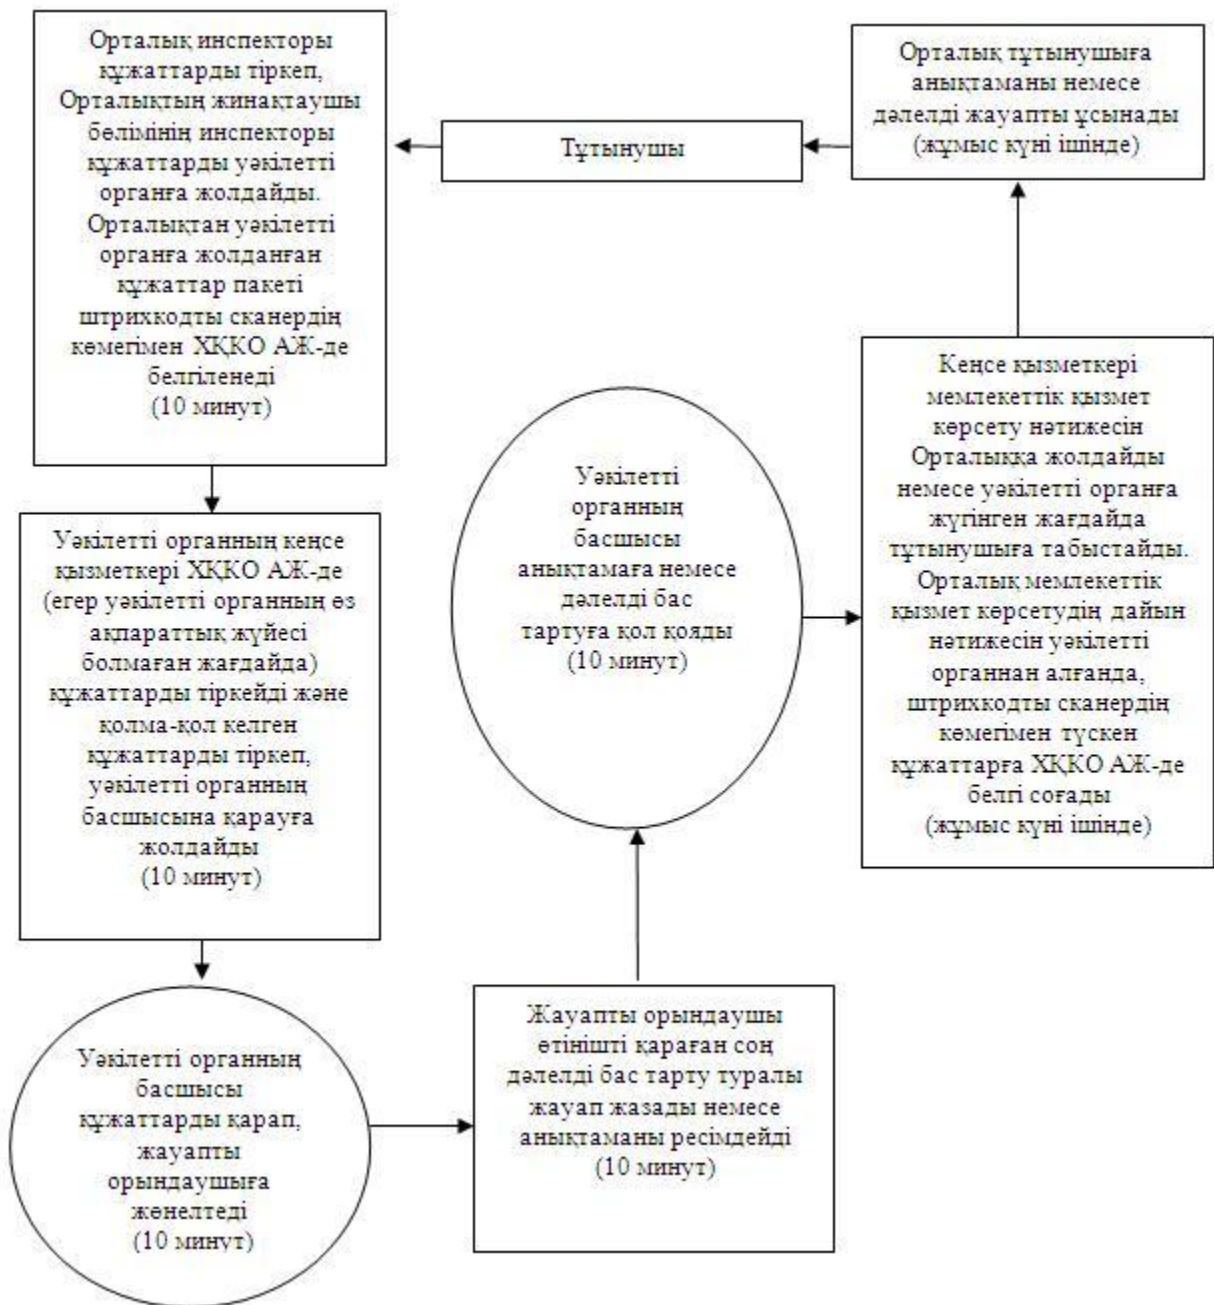 Орталық инспекторы
құжаттарды тіркеп,
Орталықтың жинақтаушы
бөлімінің инспекторы
құжаттарды уәкілетті
органға жолдайды.
Орталықтан уәкілетті
органға жолданған
құжаттар пакеті
штрихкодты сканердің
көмегімен ХҚКО АЖ-де
белгіленеді
(10 минут)
Тұтынушы
Орталық тұтынушыға
анықтаманы немесе
дәлелді жауапты ұсынады
(жұмыс күні ішінде)
Уәкілетті органның кеңсе
қызметкері ХҚКО АЖ-де
(егер уәкілетті органның өз
ақпараттық жүйесі
болмаған жағдайда)
құжаттарды тіркейді және
қолма-қол келген
құжаттарды тіркеп,
уәкілетті органның
басшысына қарауға
жолдайды
(10 минут)
Уәкілетті
органның
басшысы
анықтамаға немесе
дәлелді бас
тартуға қол қояды
(10 минут)
Кеңсе қызметкері
мемлекеттік қызмет
көрсету нәтижесін
Орталыққа жолдайды
немесе уәкілетті органға
жүгінген жағдайда
тұтынушыға табыстайды.
Орталық мемлекеттік
қызмет көрсетудің дайын
нәтижесін уәкілетті
органнан алғанда,
штрихкодты сканердің
көмегімен түскен
құжаттарға ХҚКО АЖ-де
белгі соғады
(жұмыс күні ішінде)
Уәкілетті органның
басшысы
құжаттарды қарап,
жауапты
орындаушыға
жөнелтеді
(10 минут)
Жауапты орындаушы
өтінішті қараған соң
дәлелді бас тарту туралы
жауап жазады немесе
анықтаманы ресімдейді
(10 минут)